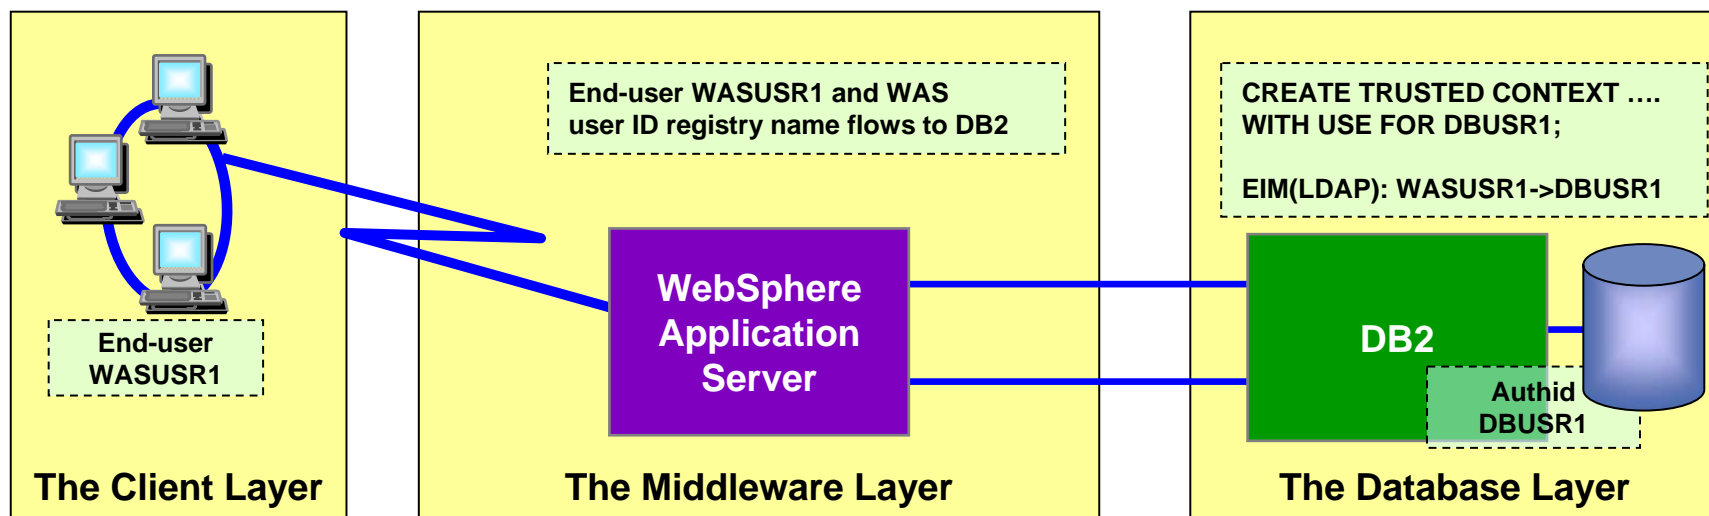 End-user
WASUSR1
The Client Layer
End-user WASUSR1 and WAS
user ID registry name flows to DB2
WebSphere
Application
Server
The Middleware Layer
CREATE TRUSTED CONTEXT ….
WITH USE FOR DBUSR1;
EIM(LDAP): WASUSR1->DBUSR1
DB2
Authid
DBUSR1
The Database Layer